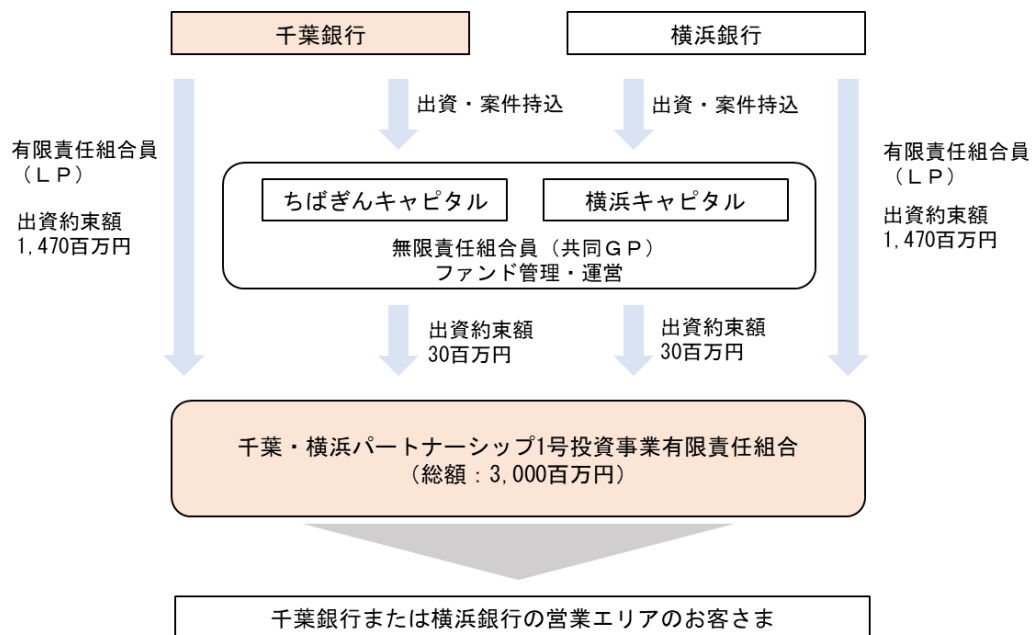 千葉銀行
横浜銀行
出資・案件持込
出資・案件持込
有限責任組合員
（ＬＰ）
出資約束額
1,470百万円
有限責任組合員
（ＬＰ）
出資約束額
1,470百万円
ちばぎんキャピタル
横浜キャピタル
無限責任組合員（共同ＧＰ）
ファンド管理・運営
出資約束額
30百万円
出資約束額
30百万円
千葉・横浜パートナーシップ1号投資事業有限責任組合
（総額：3,000百万円）
千葉銀行または横浜銀行の営業エリアのお客さま